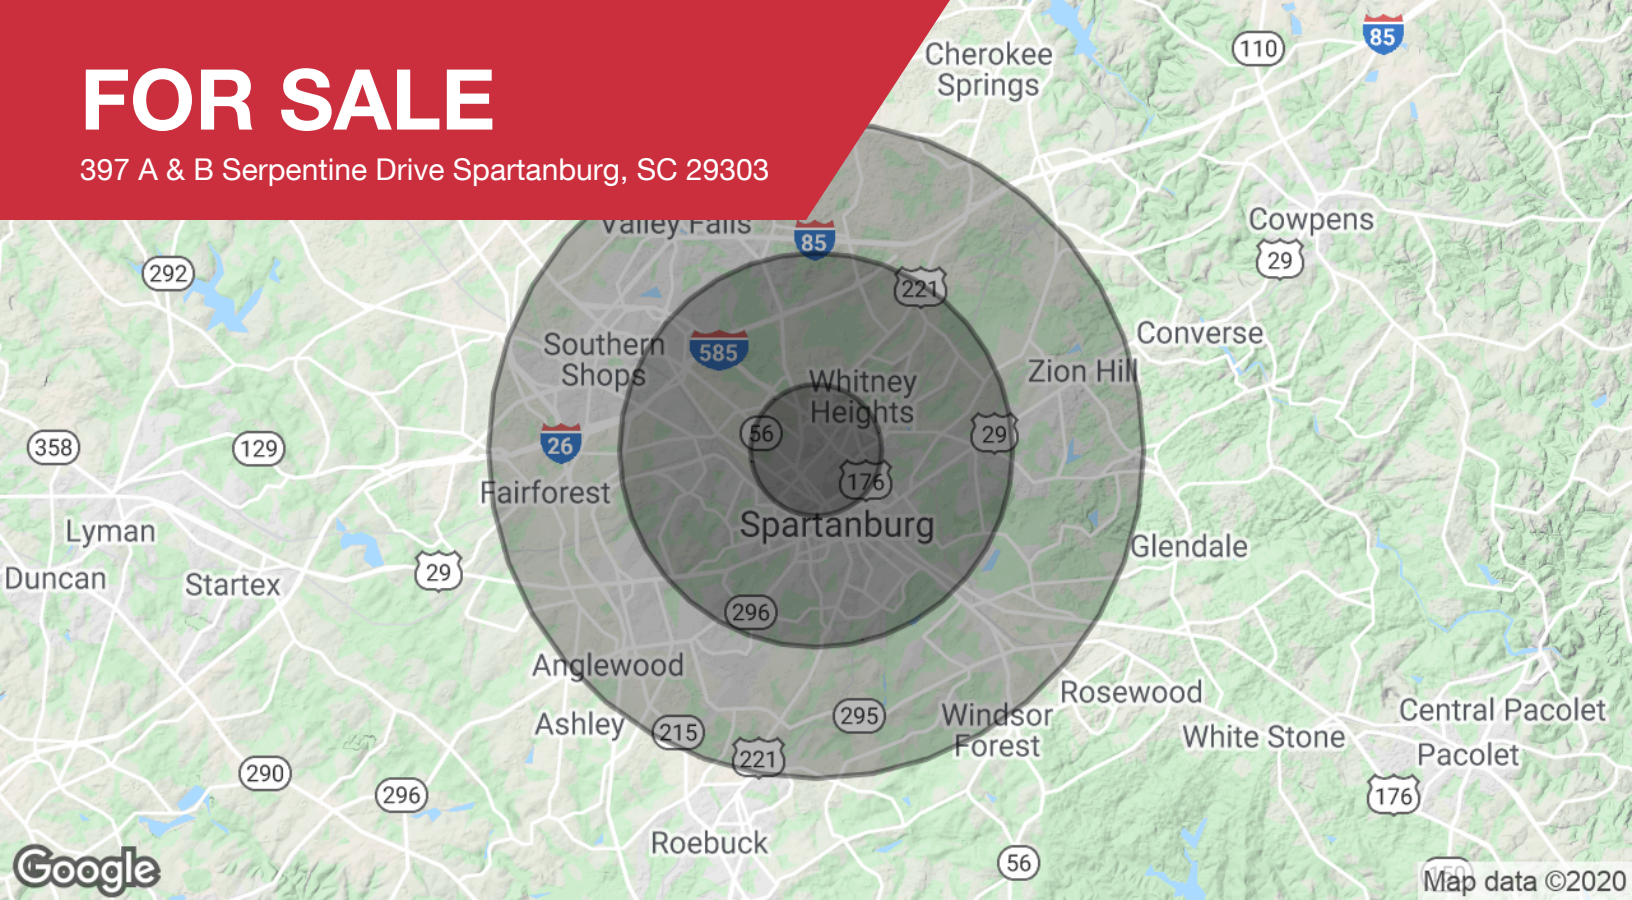 FOR SALE
397 A & B Serpentine Drive Spartanburg, SC 29303
Cherokee
Springs
110
85
Valley Falls
85
Cowpens
29
292
221
Southern
Shops
585
Converse
Zion Hill
Whitney
Heights
358
129
26
56
29
176
Fairforest
Spartanburg
Lyman
Glendale
Duncan
Startex
29
296
Anglewood
Rosewood
Ashley
215
295
Windsor
Forest
Central Pacolet
White Stone
Pacolet
221
290
296
176
Roebuck
56
Google
Map data ©2020